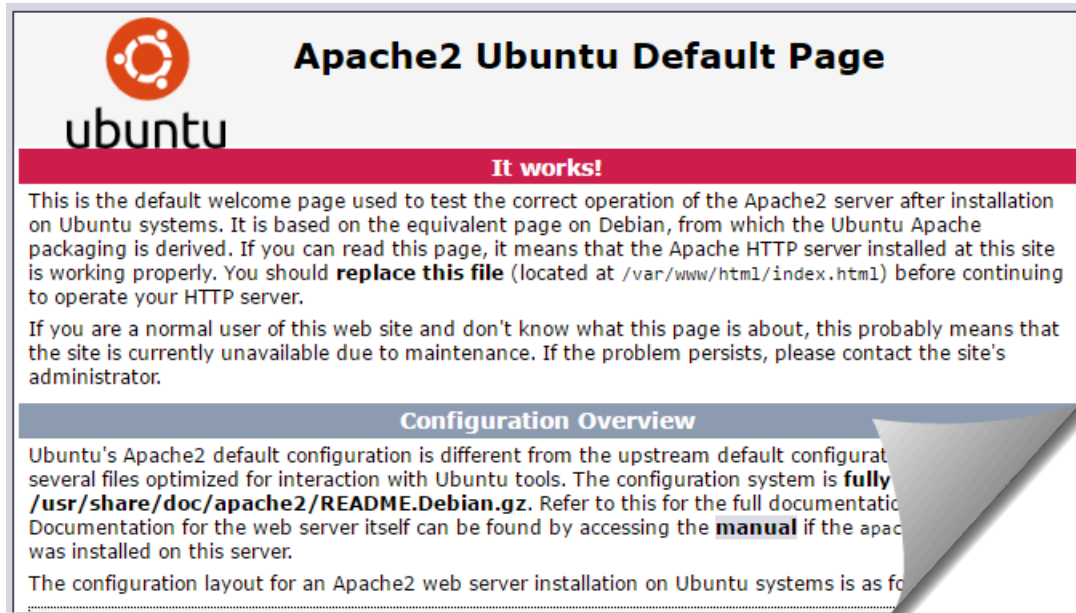 ubuntu
Apache2 Ubuntu Default Page
It works!
This is the default welcome page used to test the correct operation of the Apache2 server after installation
on Ubuntu systems. It is based on the equivalent page on Debian, from which the Ubuntu Apache
packaging is derived. If you can read this page, it means that the Apache HTTP server installed at this site
is working properly. You should replace this file (located at /var/www/html/index.html) before continuing
to operate your HTTP server.
If you are a normal user of this web site and don't know what this page is about, this probably means that
the site is currently unavailable due to maintenance. If the problem persists, please contact the site's
administrator.
Configuration Overview
Ubuntu's Apache2 default configuration is different from the upstream default
several files optimized for interaction with Ubuntu tools. The configuration system is fully
/usr/share/doc/apache2/README.Debian.gz. Refer to this for the full
Documentation for the web server itself can be found by accessing the manual if the
was installed on this server.
The configuration layout for an Apache2 web server installation on Ubuntu systems is as